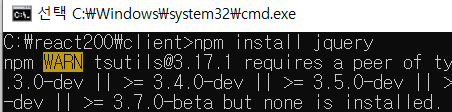 선택 C:\Windows\system32\cmd.exe
C:\react200\client>npm install jquery
npm WARN tsutils@3.17.1 requires a peer of ty
.3.0-dev || >= 3.4.0-dev || >= 3.5.0-dev || >=
-dev || >= 3.7.0-beta but none is installed.